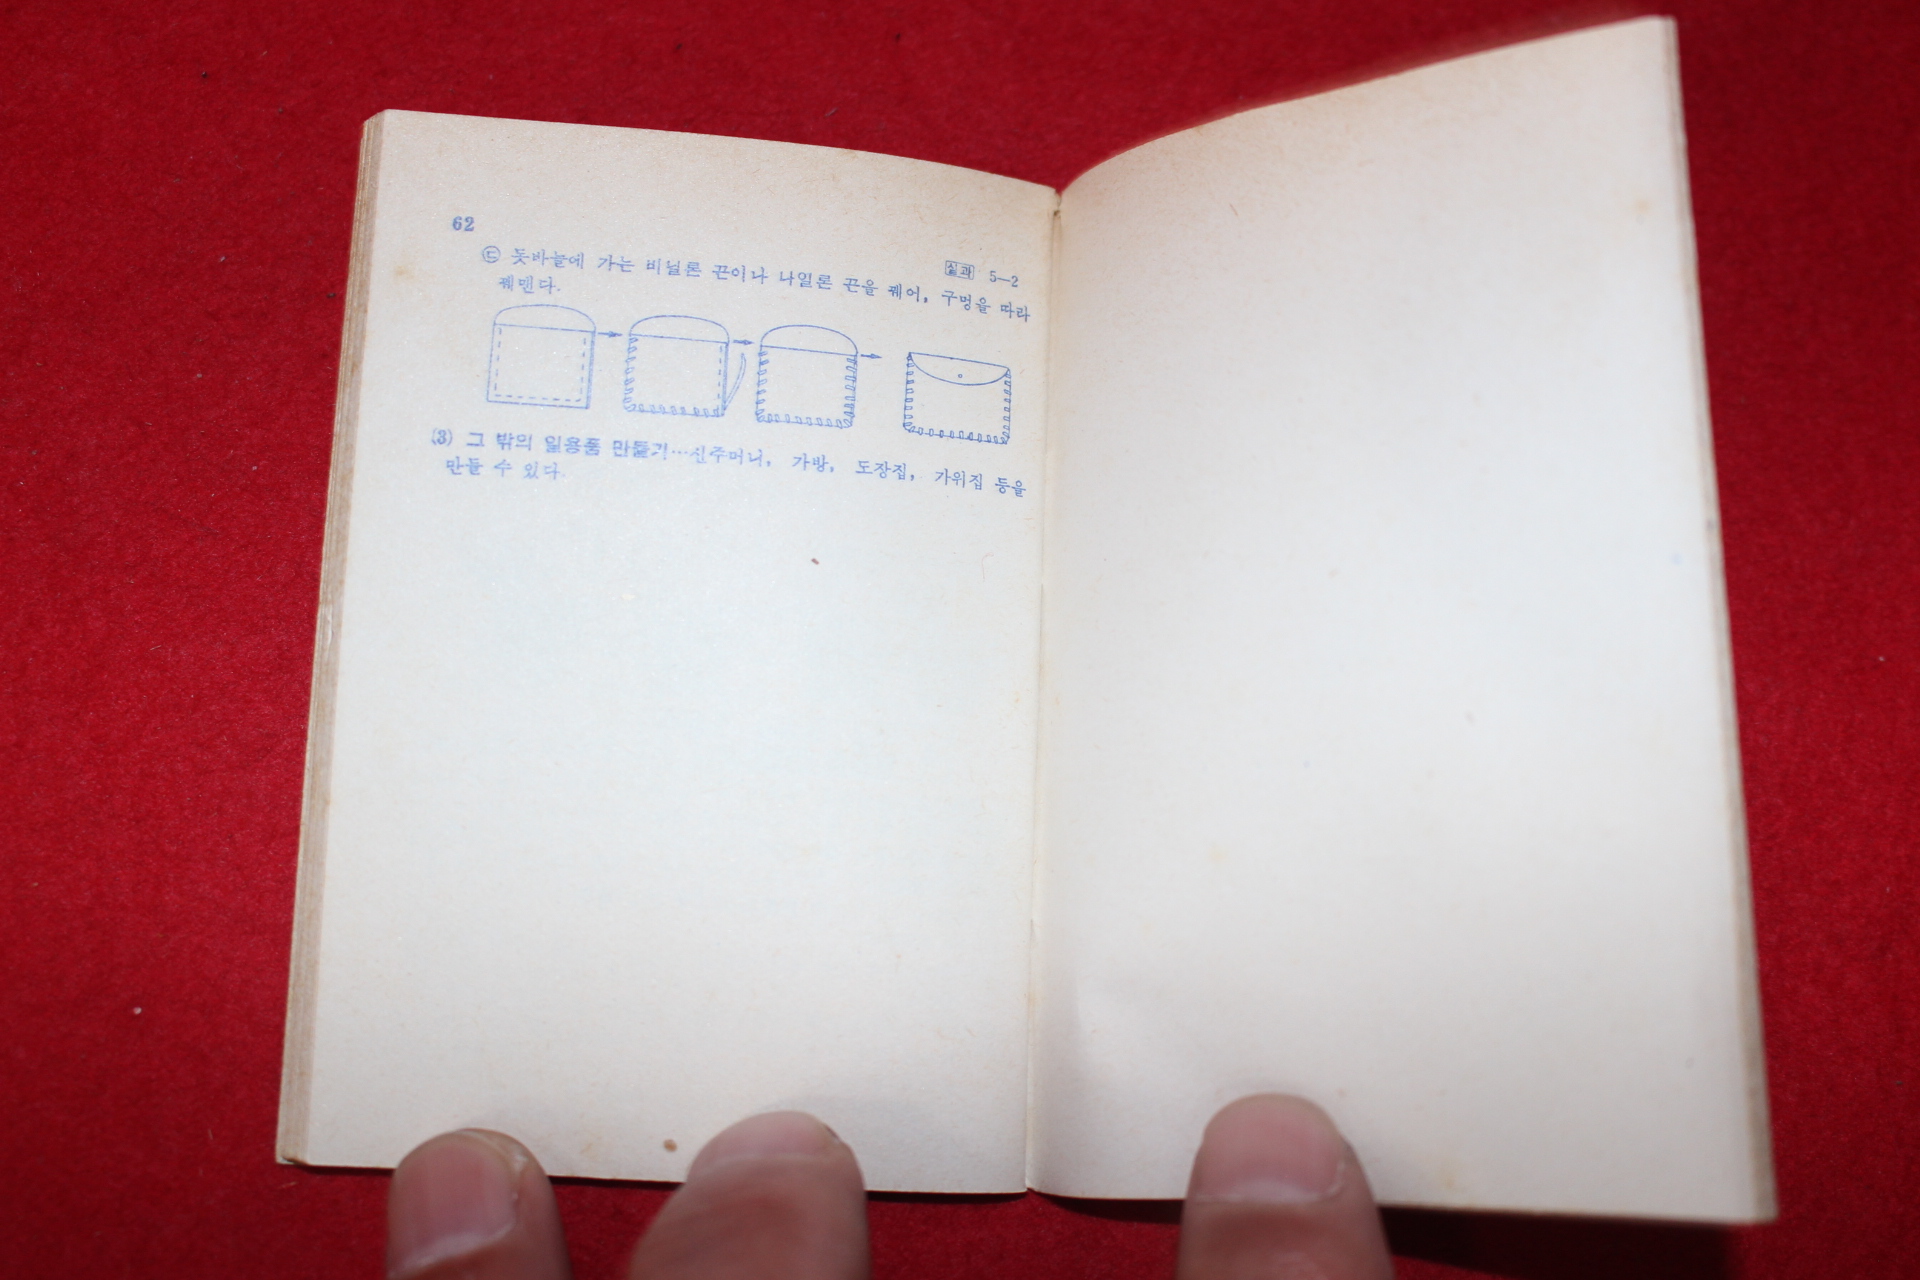 62
실과 5—2
㉢ 돗바늘에 가는 비닐론 끈이나 나일론 끈을 꿰어, 구멍을 따라
꿰맨다.
(3) 그 밖의 일용품 만들기…신주머니, 가방, 도장집, 가위집 등을
만들 수 있다.